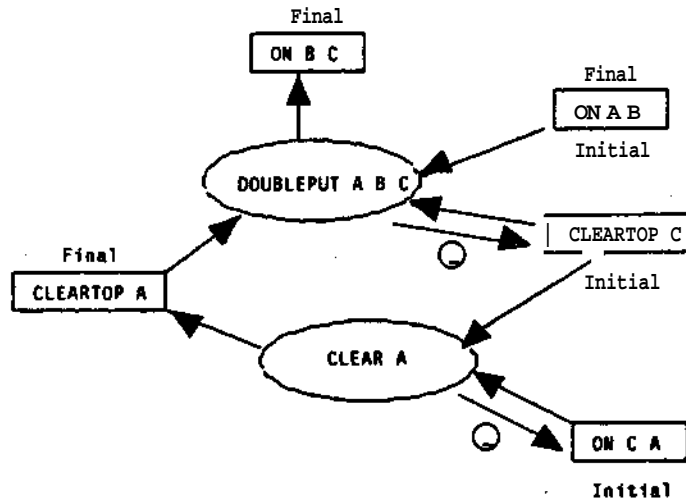 Final
ON B C
Final
ON A B
Initial
DOUBLEPUT A B C
CLEARTOP C
Initial
Final
CLEARTOP A
CLEAR A
ON C A
Initial